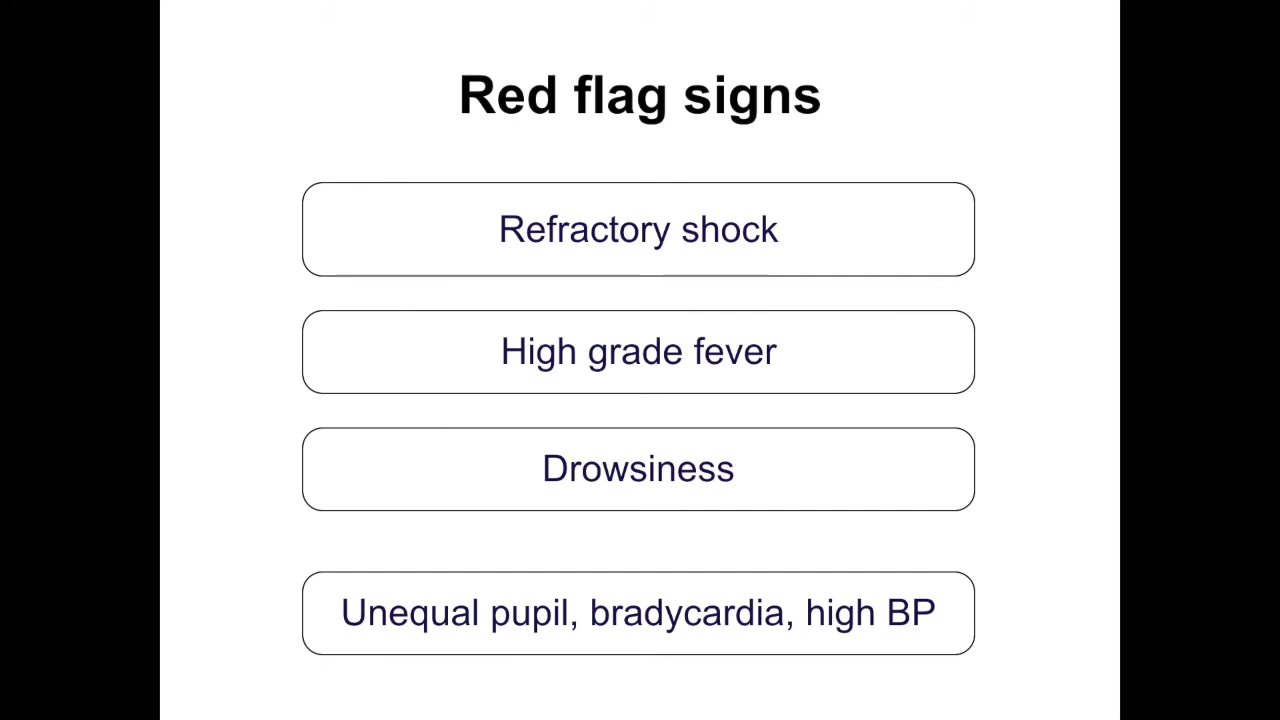 Red flag signs
Refractory shock
High grade fever
Drowsiness
Unequal pupil, bradycardia, high BP